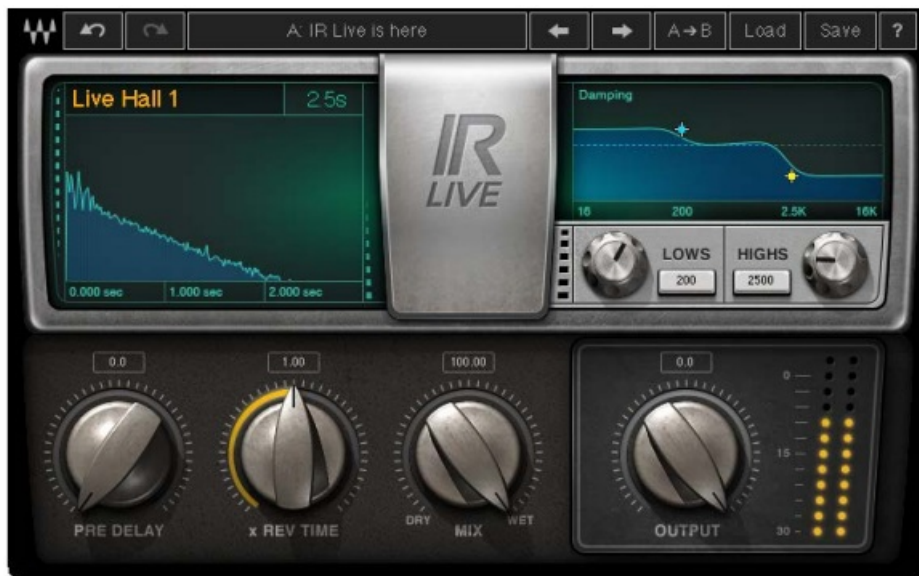 A: IR Live is here
A→B
Load
Save
?
Live Hall 1
2.5s
0.000 sec
1.000 sec
2.000 sec
IR
LIVE
Damping
16
200
2.5K
16K
LOWS
200
HIGHS
2500
0.0
PRE DELAY
1.00
x REV TIME
100.00
DRY
MIX
WET
0.0
OUTPUT
0
15
30